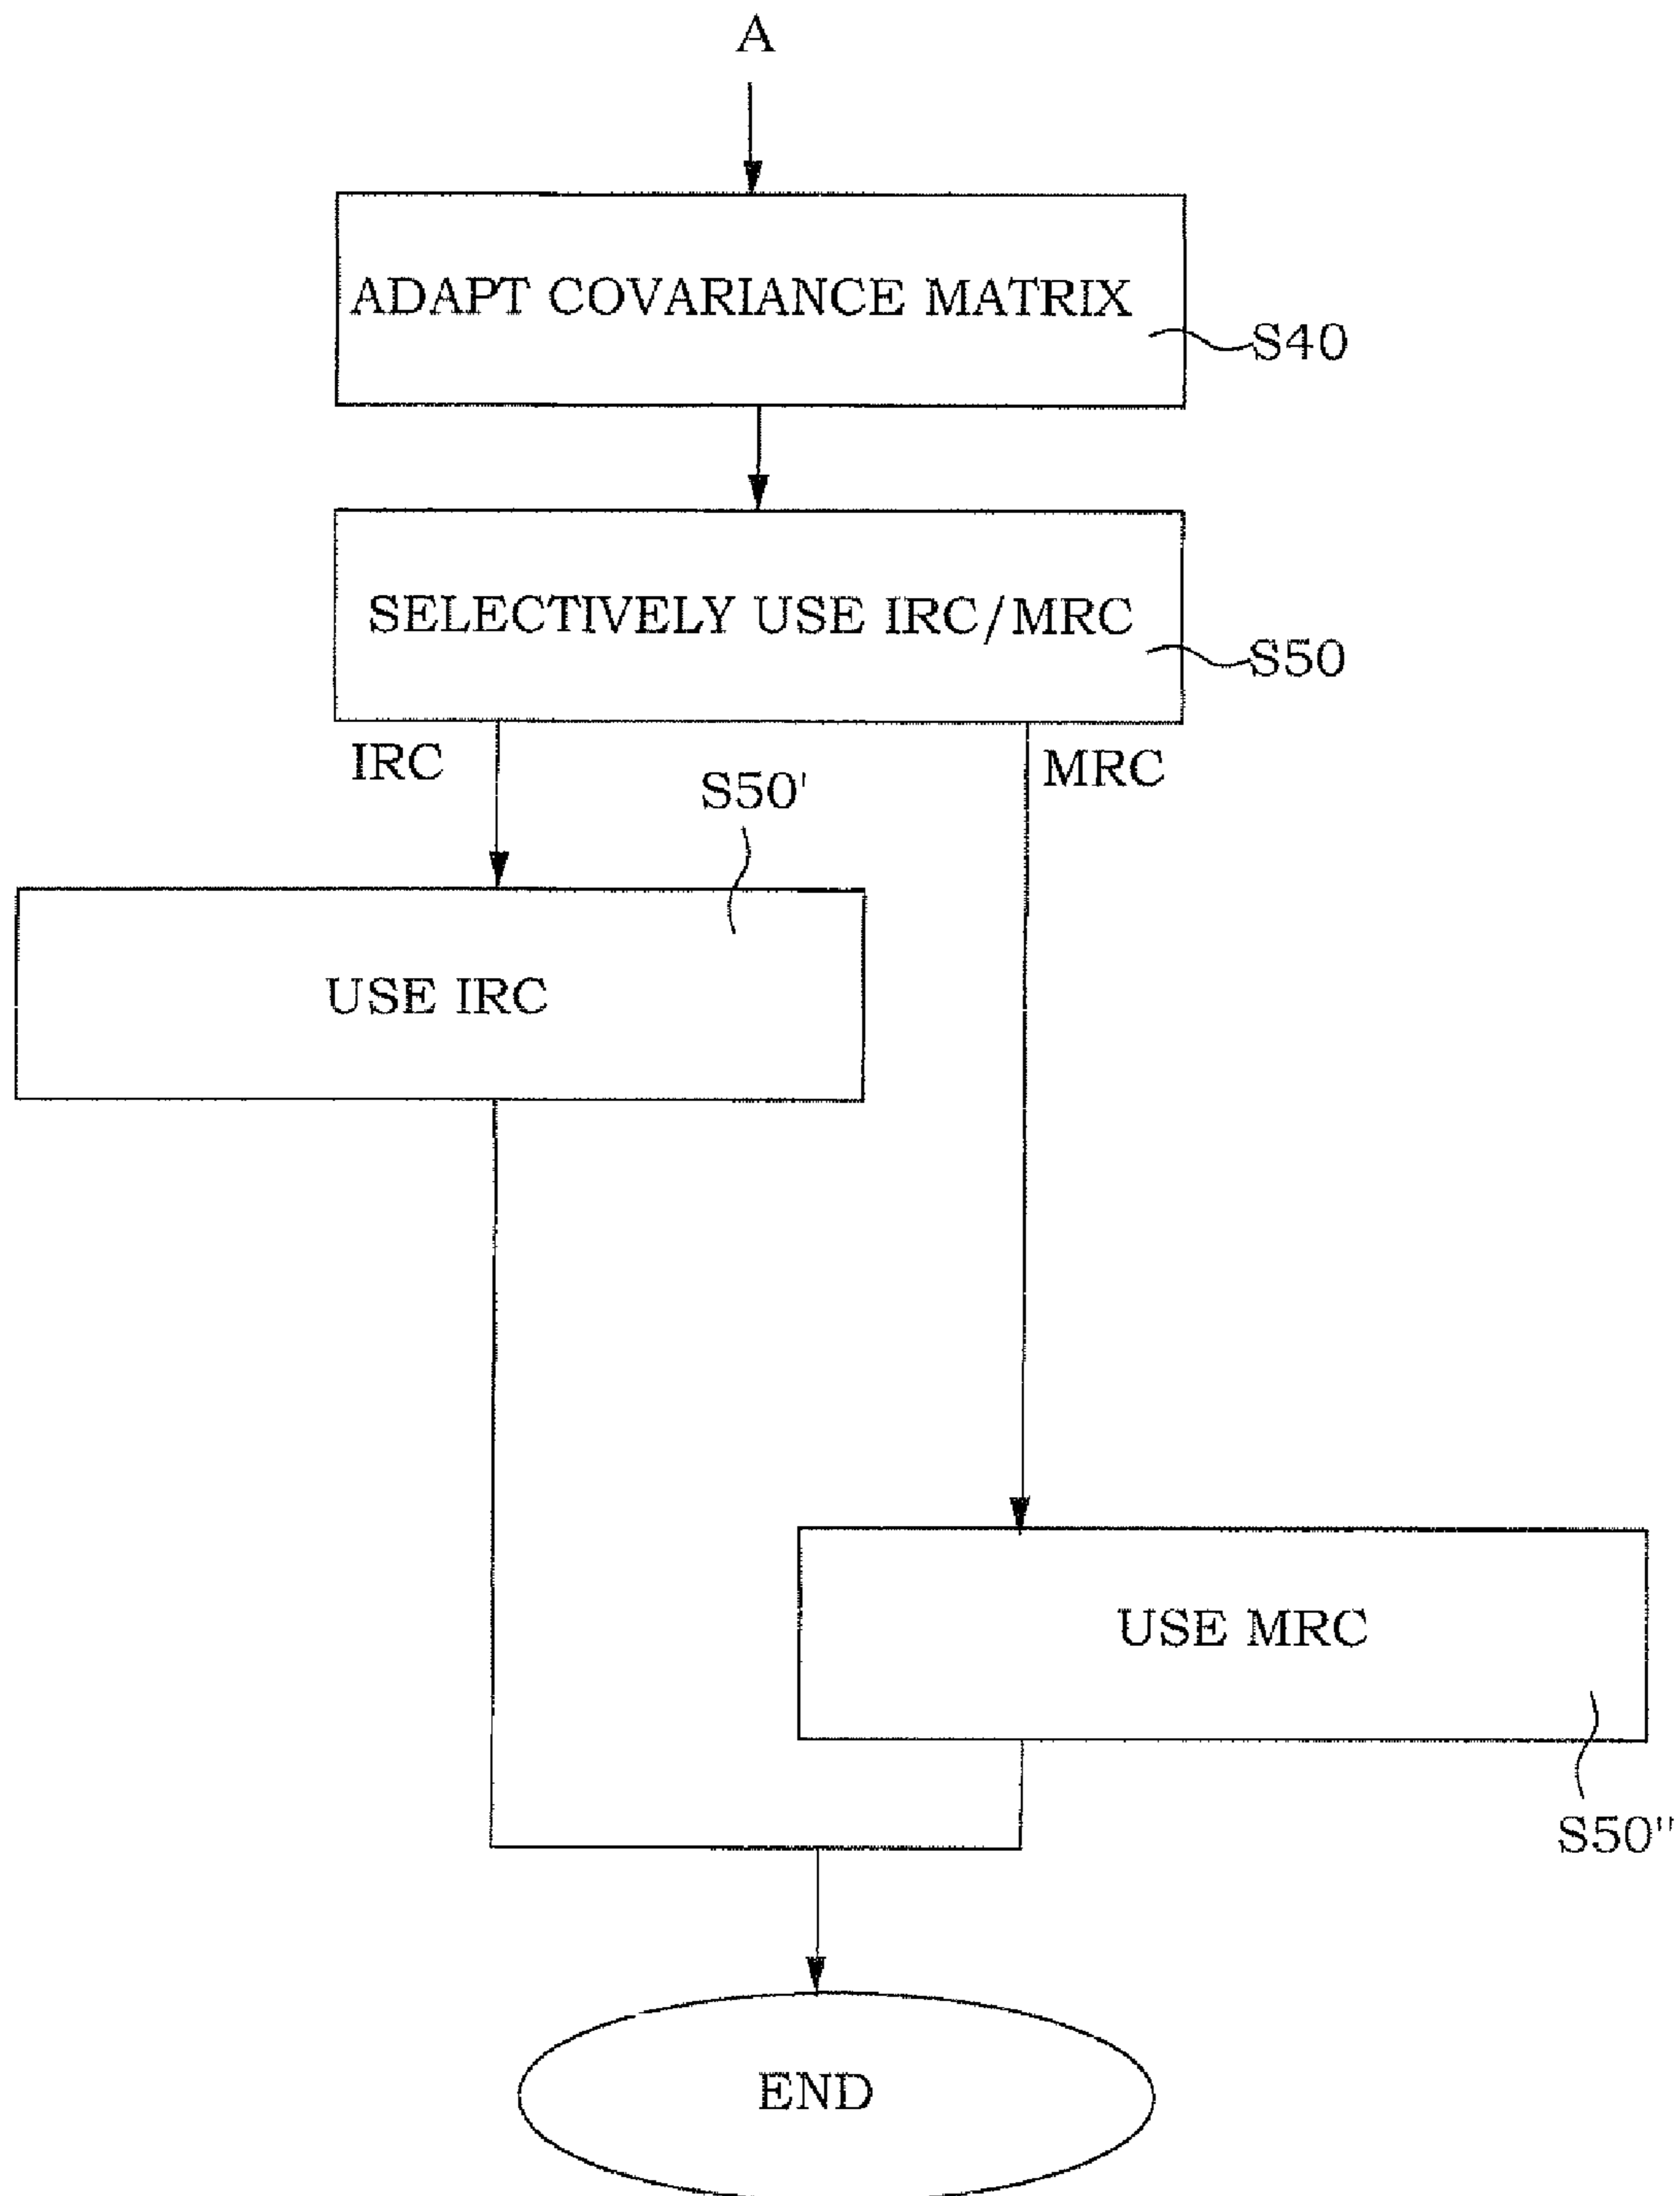 A
ADAPT COVARIANCE MATRIX
S40
SELECTIVELY USE IRC/MRC
S50
IRC
MRC
S50'
USE IRC
USE MRC
S50"
END